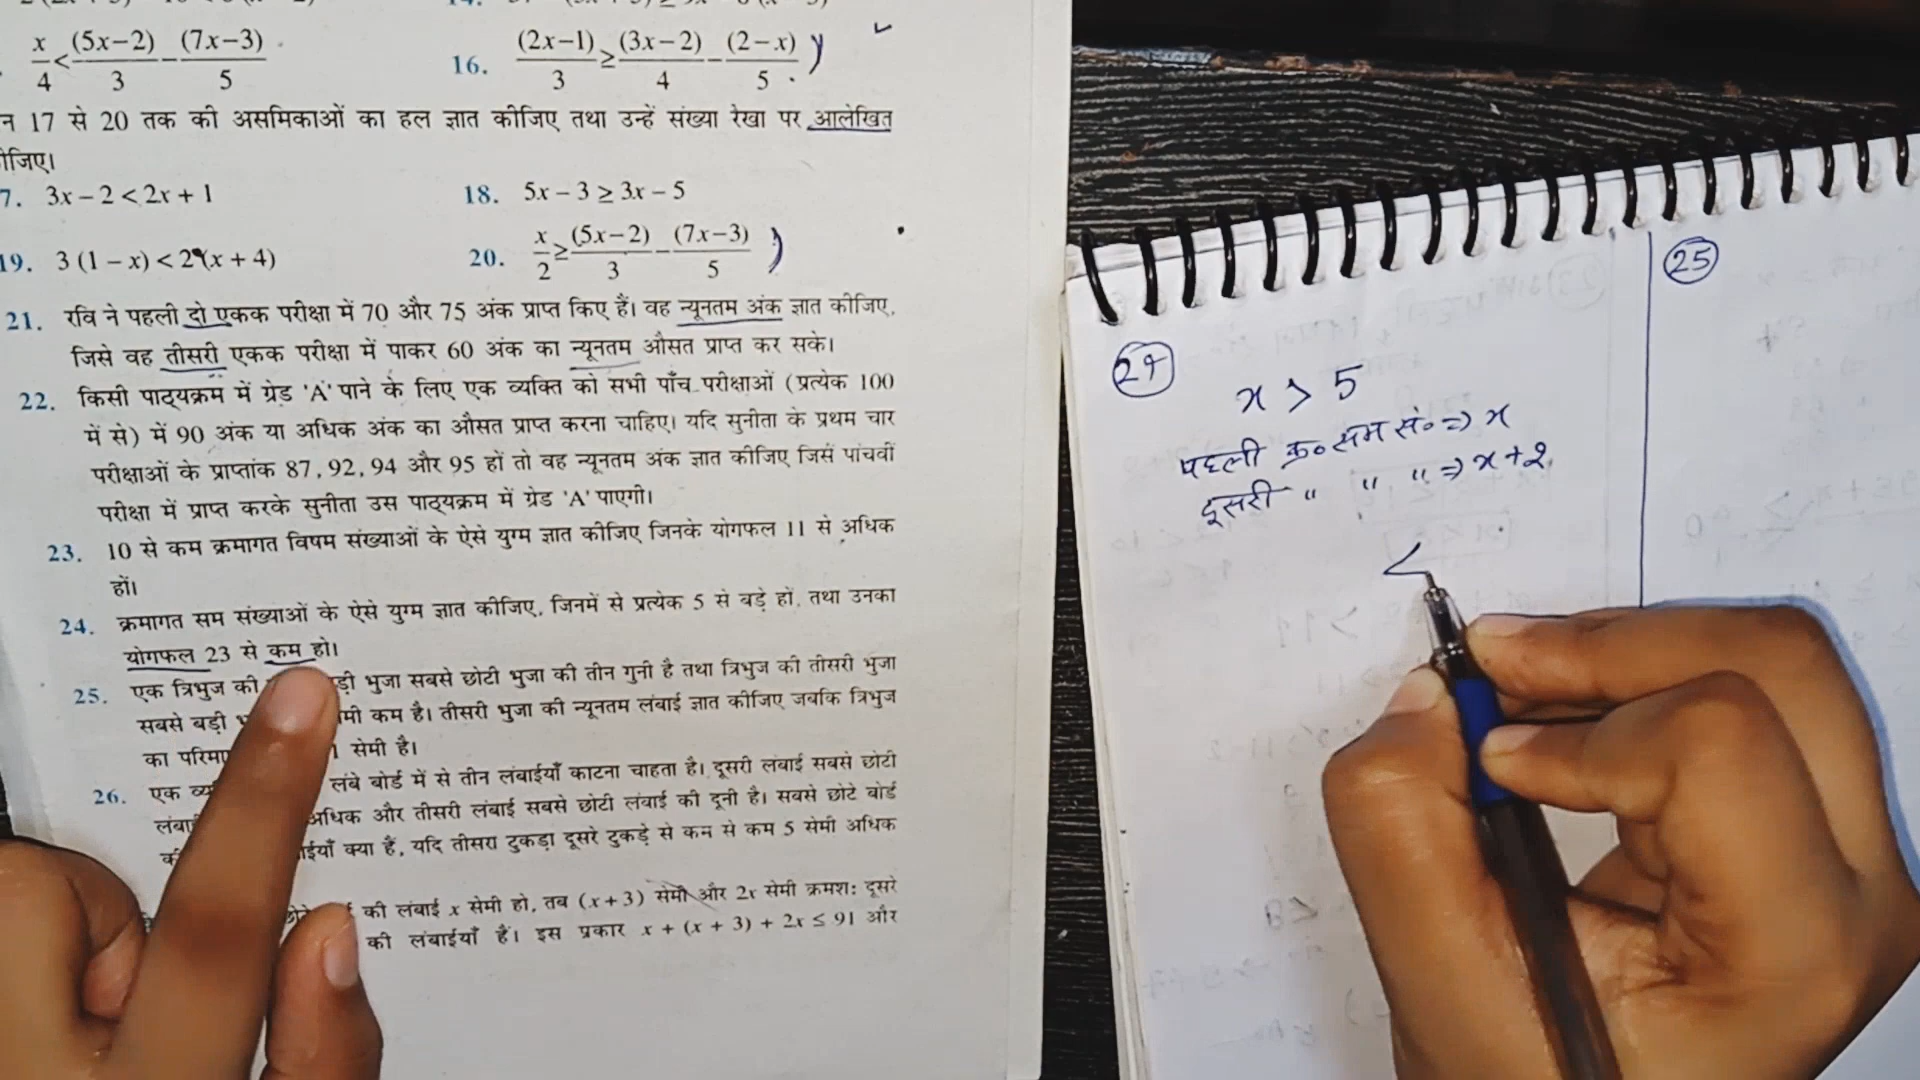 x/4 < (5x−2)/3 − (7x−3)/5
16. (2x−1)/3 ≥ (3x−2)/4 − (2−x)/5
न 17 से 20 तक की असमिकाओं का हल ज्ञात कीजिए तथा उन्हें संख्या रेखा पर आलेखित
ीजिए।
7. 3x − 2 < 2x + 1
18. 5x − 3 ≥ 3x − 5
19. 3 (1 − x) < 2 (x + 4)
20. x/2 ≥ (5x−2)/3 − (7x−3)/5
21. रवि ने पहली दो एकक परीक्षा में 70 और 75 अंक प्राप्त किए हैं। वह न्यूनतम अंक ज्ञात कीजिए,
जिसे वह तीसरी एकक परीक्षा में पाकर 60 अंक का न्यूनतम औसत प्राप्त कर सके।
22. किसी पाठ्यक्रम में ग्रेड 'A' पाने के लिए एक व्यक्ति को सभी पाँच परीक्षाओं (प्रत्येक 100
में से) में 90 अंक या अधिक अंक का औसत प्राप्त करना चाहिए। यदि सुनीता के प्रथम चार
परीक्षाओं के प्राप्तांक 87, 92, 94 और 95 हों तो वह न्यूनतम अंक ज्ञात कीजिए जिसें पांचवीं
परीक्षा में प्राप्त करके सुनीता उस पाठ्यक्रम में ग्रेड 'A' पाएगी।
23. 10 से कम क्रमागत विषम संख्याओं के ऐसे युग्म ज्ञात कीजिए जिनके योगफल 11 से अधिक
हों।
24. क्रमागत सम संख्याओं के ऐसे युग्म ज्ञात कीजिए, जिनमें से प्रत्येक 5 से बड़े हों, तथा उनका
योगफल 23 से कम हो।
25. एक त्रिभुज की ड़ी भुजा सबसे छोटी भुजा की तीन गुनी है तथा त्रिभुज की तीसरी भुजा
सबसे बड़ी भु मी कम है। तीसरी भुजा की न्यूनतम लंबाई ज्ञात कीजिए जबकि त्रिभुज
का परिमा 1 सेमी है।
26. एक व्य लंबे बोर्ड में से तीन लंबाईयाँ काटना चाहता है। दूसरी लंबाई सबसे छोटी
लंबाई अधिक और तीसरी लंबाई सबसे छोटी लंबाई की दूनी है। सबसे छोटे बोर्ड
की ाईयाँ क्या हैं, यदि तीसरा टुकड़ा दूसरे टुकड़े से कम से कम 5 सेमी अधिक
की लंबाई x सेमी हो, तब (x + 3) सेमी और 2x सेमी क्रमश: दूसरे
की लंबाईयाँ हैं। इस प्रकार x + (x + 3) + 2x ≤ 91 और
24
x > 5
पहली क्र० सम सं० ⇒ x
दूसरी " " " ⇒ x+2
<
25